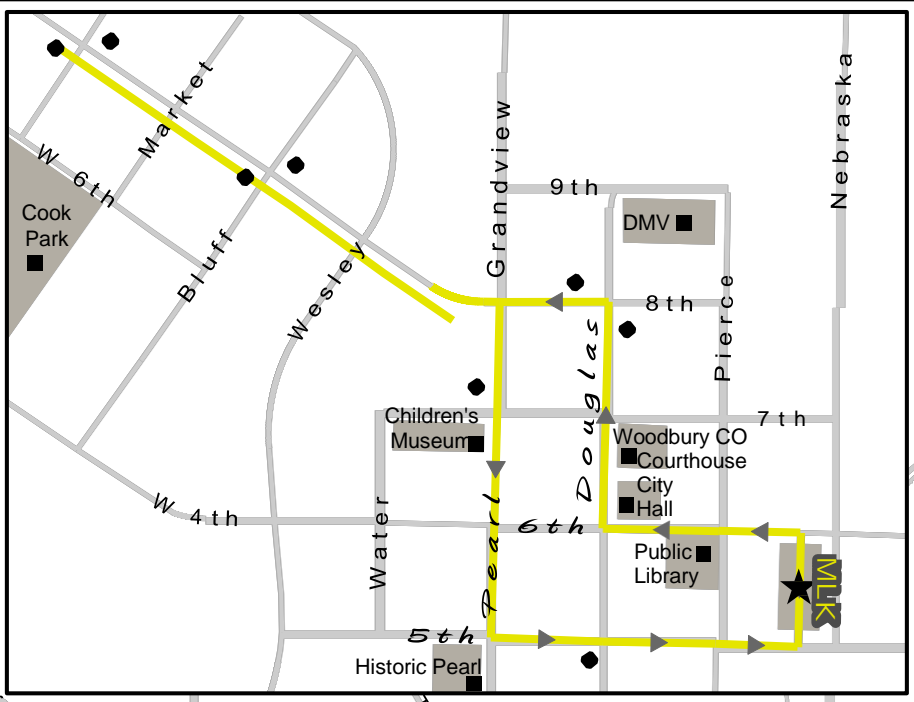 Market
W 6th
Cook
Park
Bluff
Wesley
Grandview
Nebraska
9th
DMV
8th
Pierce
Douglas
Children's
Museum
7th
Woodbury CO
Courthouse
City
Hall
W 4th
Water
Pearl
6th
Public
Library
MLK
5th
Historic Pearl